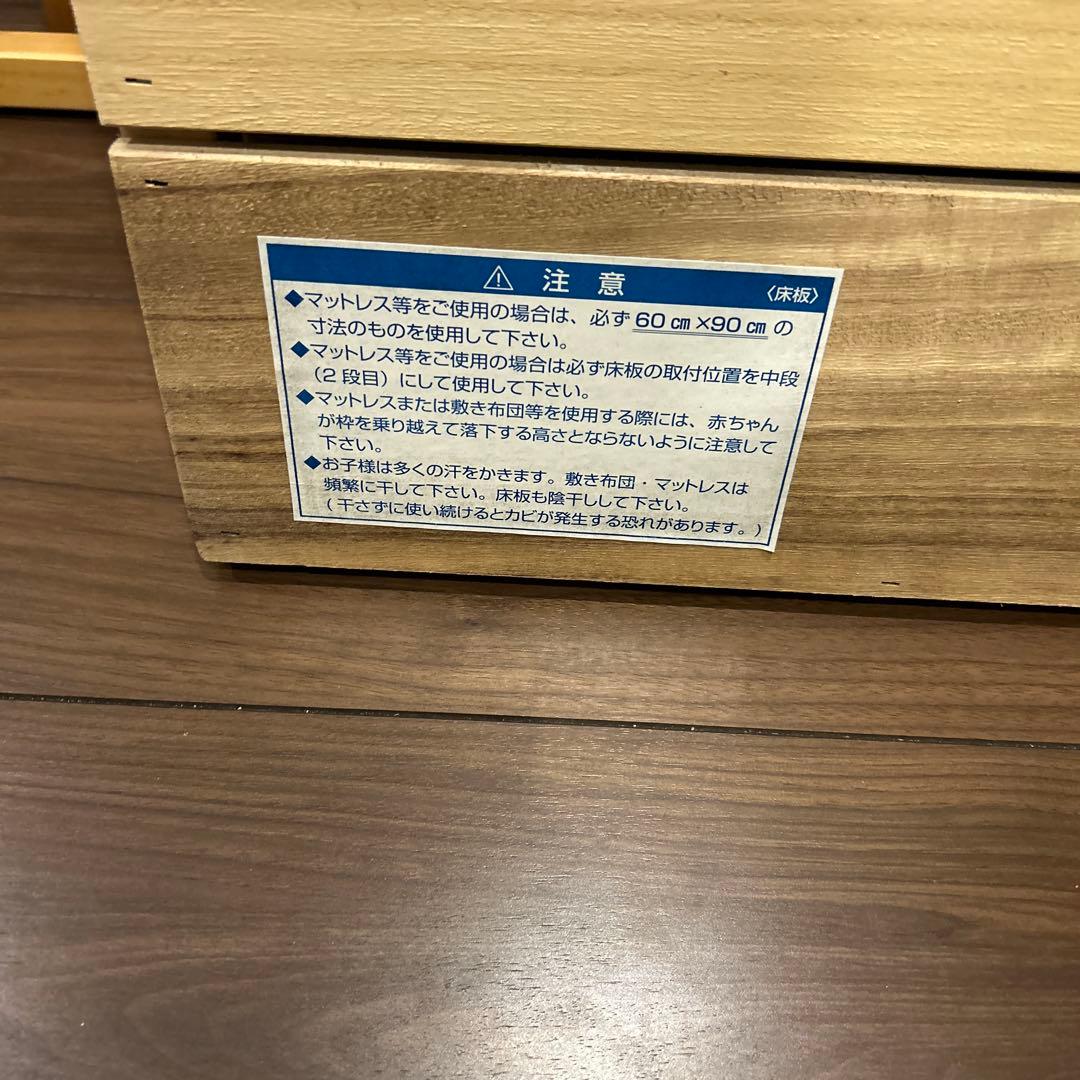 ⚠ 注意 〈床板〉
◆マットレス等をご使用の場合は、必ず60㎝×90㎝の
寸法のものを使用して下さい。
◆マットレス等をご使用の場合は必ず床板の取付位置を中段
（2段目）にして使用して下さい。
◆マットレスまたは敷き布団等を使用する際には、赤ちゃん
が枠を乗り越えて落下する高さとならないように注意して
下さい。
◆お子様は多くの汗をかきます。敷き布団・マットレスは
頻繁に干して下さい。床板も陰干しして下さい。
（干さずに使い続けるとカビが発生する恐れがあります。）